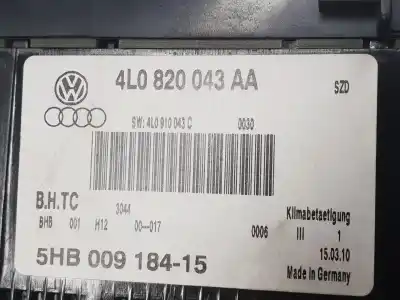 4L0 820 043 AA
SZD
SW: 4L0 910 043 C 0030
B.H.TC 3044
BHB 001 H12 00-017 0006
Klimabetaetigung
III 1
15.03.10
5HB 009 184-15
Made in Germany